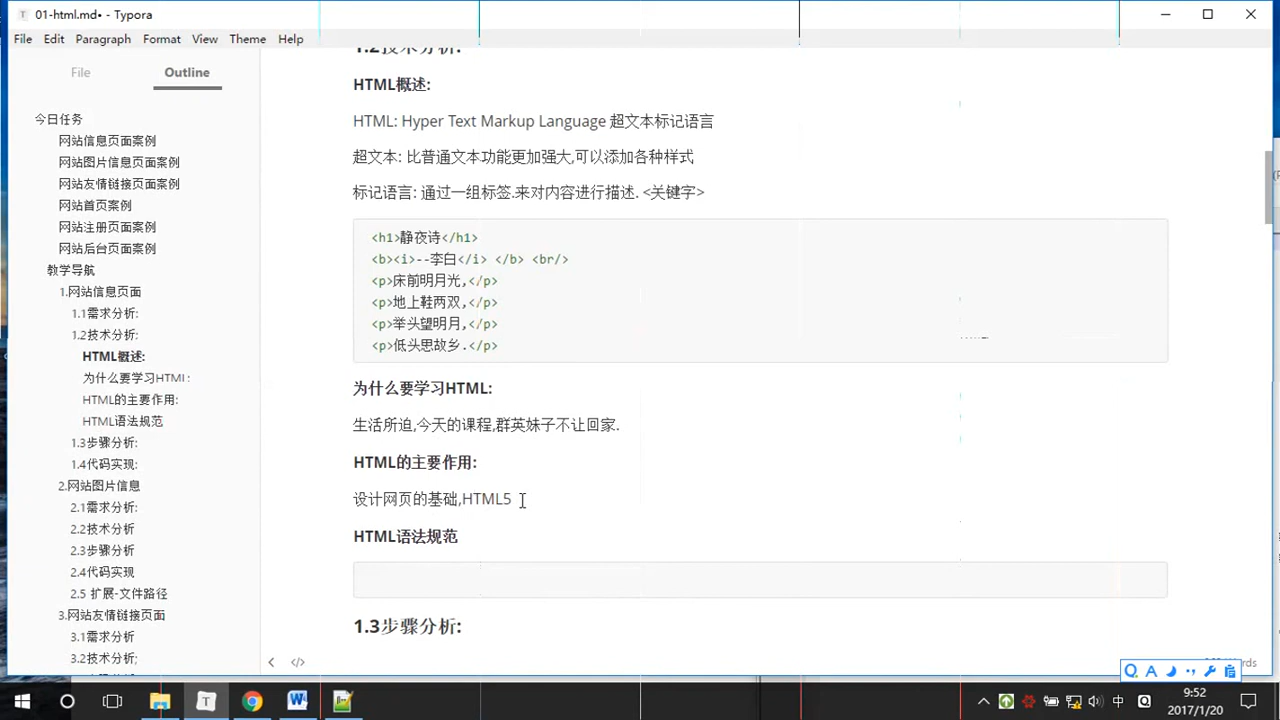 01-html.md• - Typora
File Edit Paragraph Format View Theme Help
File Outline
今日任务
网站信息页面案例
网站图片信息页面案例
网站友情链接页面案例
网站首页案例
网站注册页面案例
网站后台页面案例
教学导航
1.网站信息页面
1.1需求分析:
1.2技术分析:
HTML概述:
为什么要学习HTML:
HTML的主要作用:
HTML语法规范
1.3步骤分析:
1.4代码实现:
2.网站图片信息
2.1需求分析:
2.2技术分析
2.3步骤分析
2.4代码实现
2.5 扩展-文件路径
3.网站友情链接页面
3.1需求分析
3.2技术分析;
1.2技术分析:
HTML概述:
HTML: Hyper Text Markup Language 超文本标记语言
超文本: 比普通文本功能更加强大,可以添加各种样式
标记语言: 通过一组标签.来对内容进行描述. <关键字>
<h1>静夜诗</h1>
<b><i>--李白</i> </b> <br/>
<p>床前明月光,</p>
<p>地上鞋两双,</p>
<p>举头望明月,</p>
<p>低头思故乡.</p>
为什么要学习HTML:
生活所迫,今天的课程,群英妹子不让回家.
HTML的主要作用:
设计网页的基础,HTML5
HTML语法规范
1.3步骤分析:
中
9:52
2017/1/20